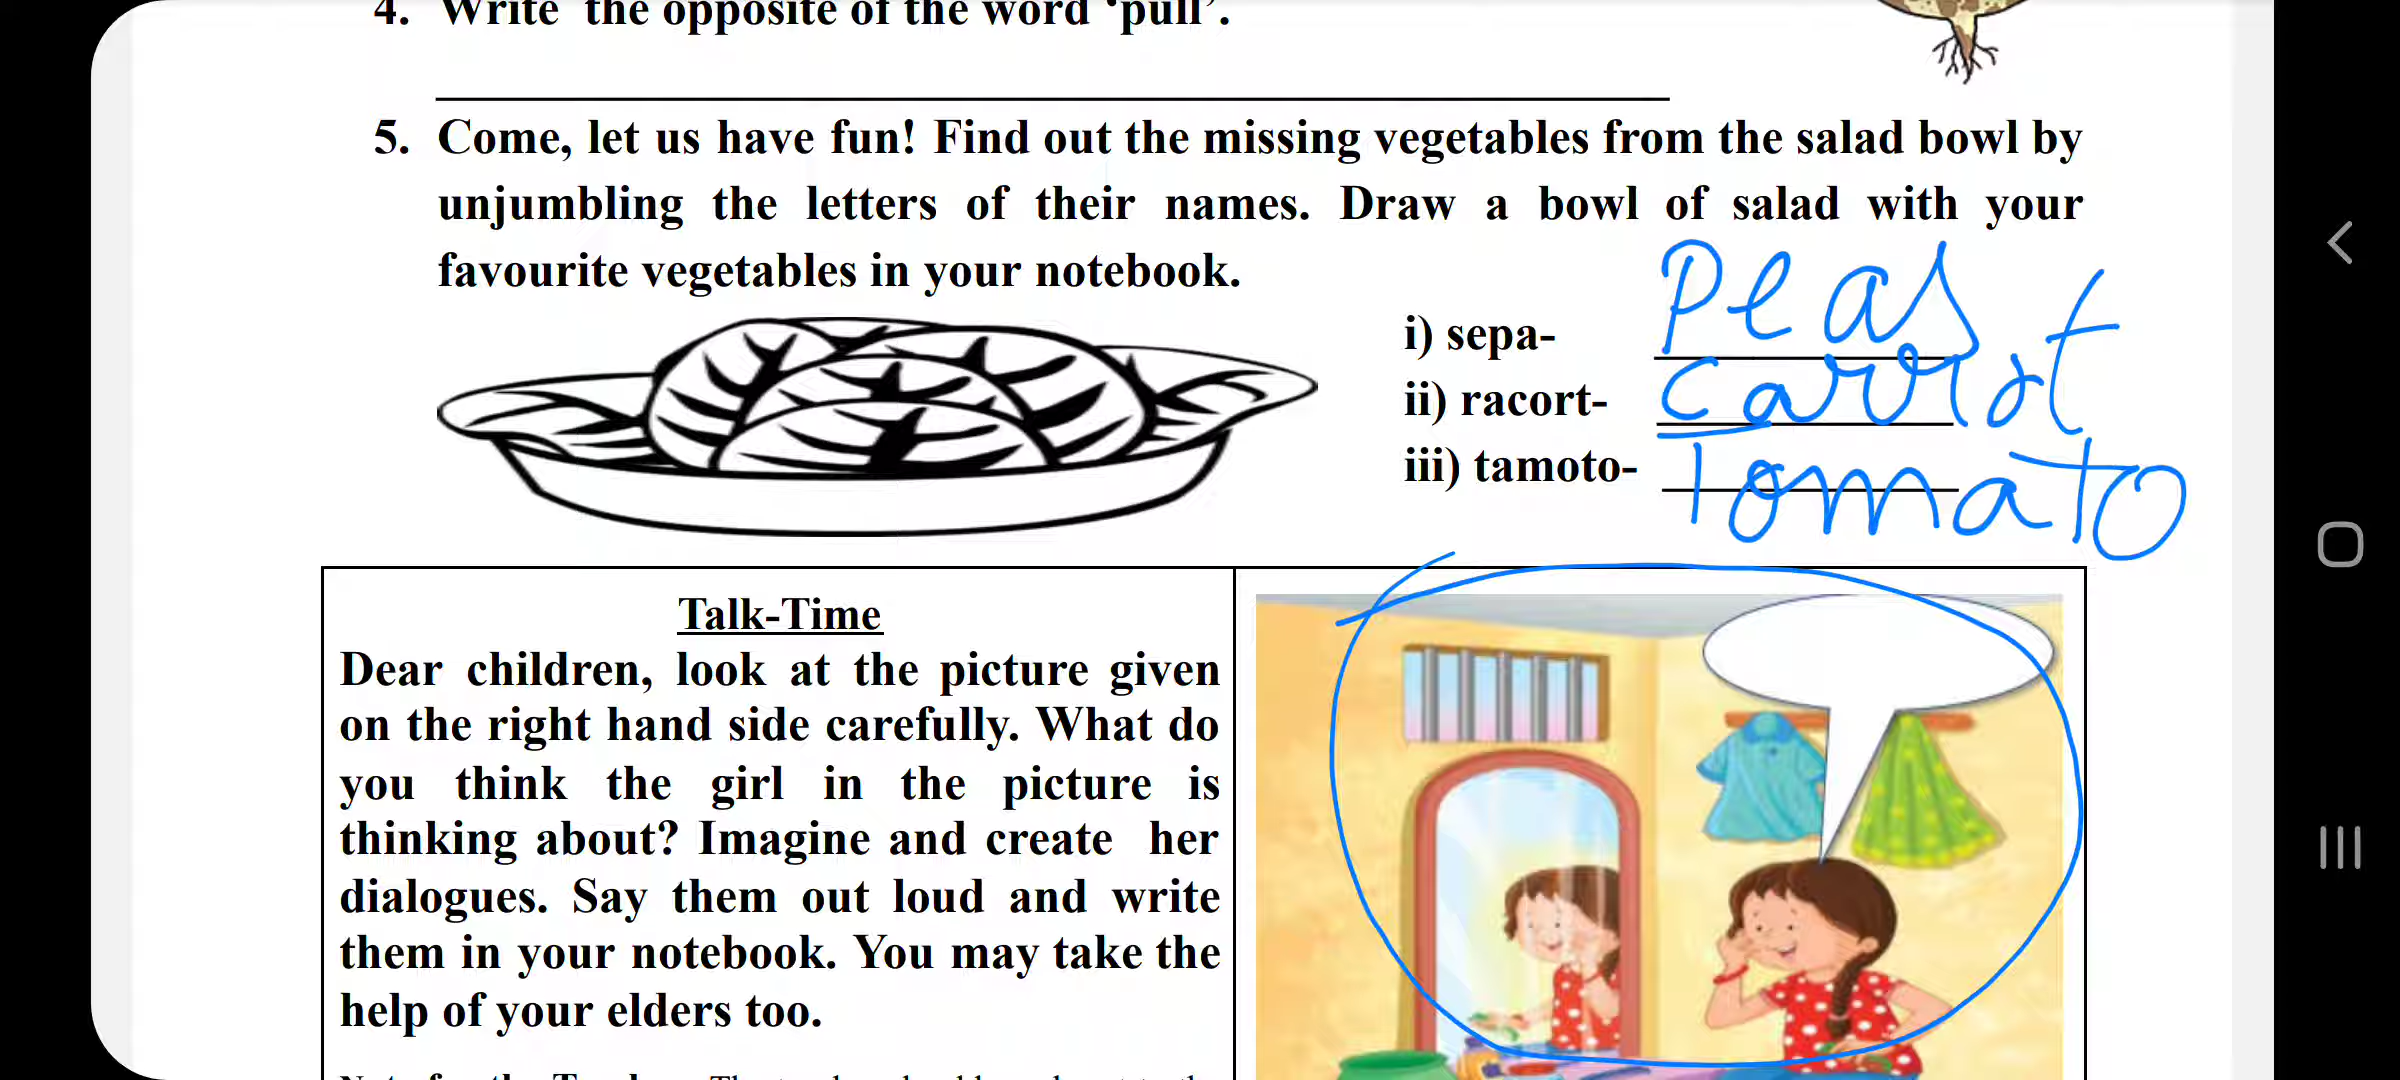 4. Write the opposite of the word ‘pull’.
5. Come, let us have fun! Find out the missing vegetables from the salad bowl by
unjumbling the letters of their names. Draw a bowl of salad with your
favourite vegetables in your notebook.
i) sepa- Peas
ii) racort- Carrot
iii) tamoto- Tomato
Talk-Time
Dear children, look at the picture given
on the right hand side carefully. What do
you think the girl in the picture is
thinking about? Imagine and create her
dialogues. Say them out loud and write
them in your notebook. You may take the
help of your elders too.